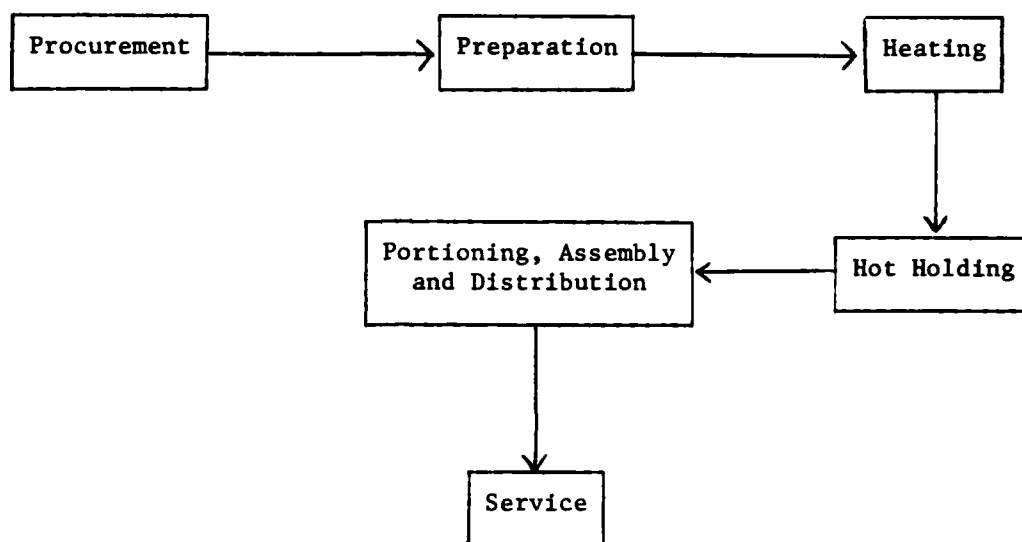 Procurement
Preparation
Heating
Hot Holding
Portioning, Assembly
and Distribution
Service